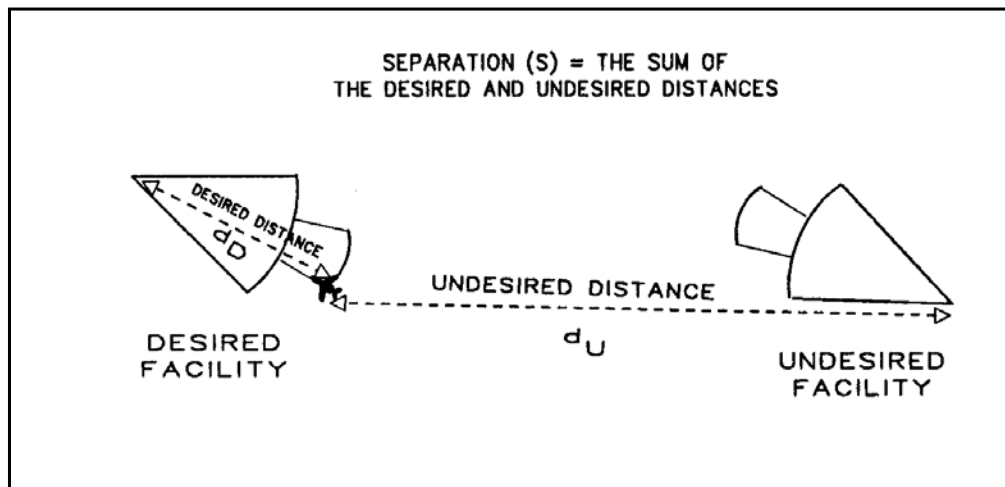 SEPARATION (S) = THE SUM OF
THE DESIRED AND UNDESIRED DISTANCES
DESIRED DISTANCE
dD
UNDESIRED DISTANCE
dU
DESIRED
FACILITY
UNDESIRED
FACILITY